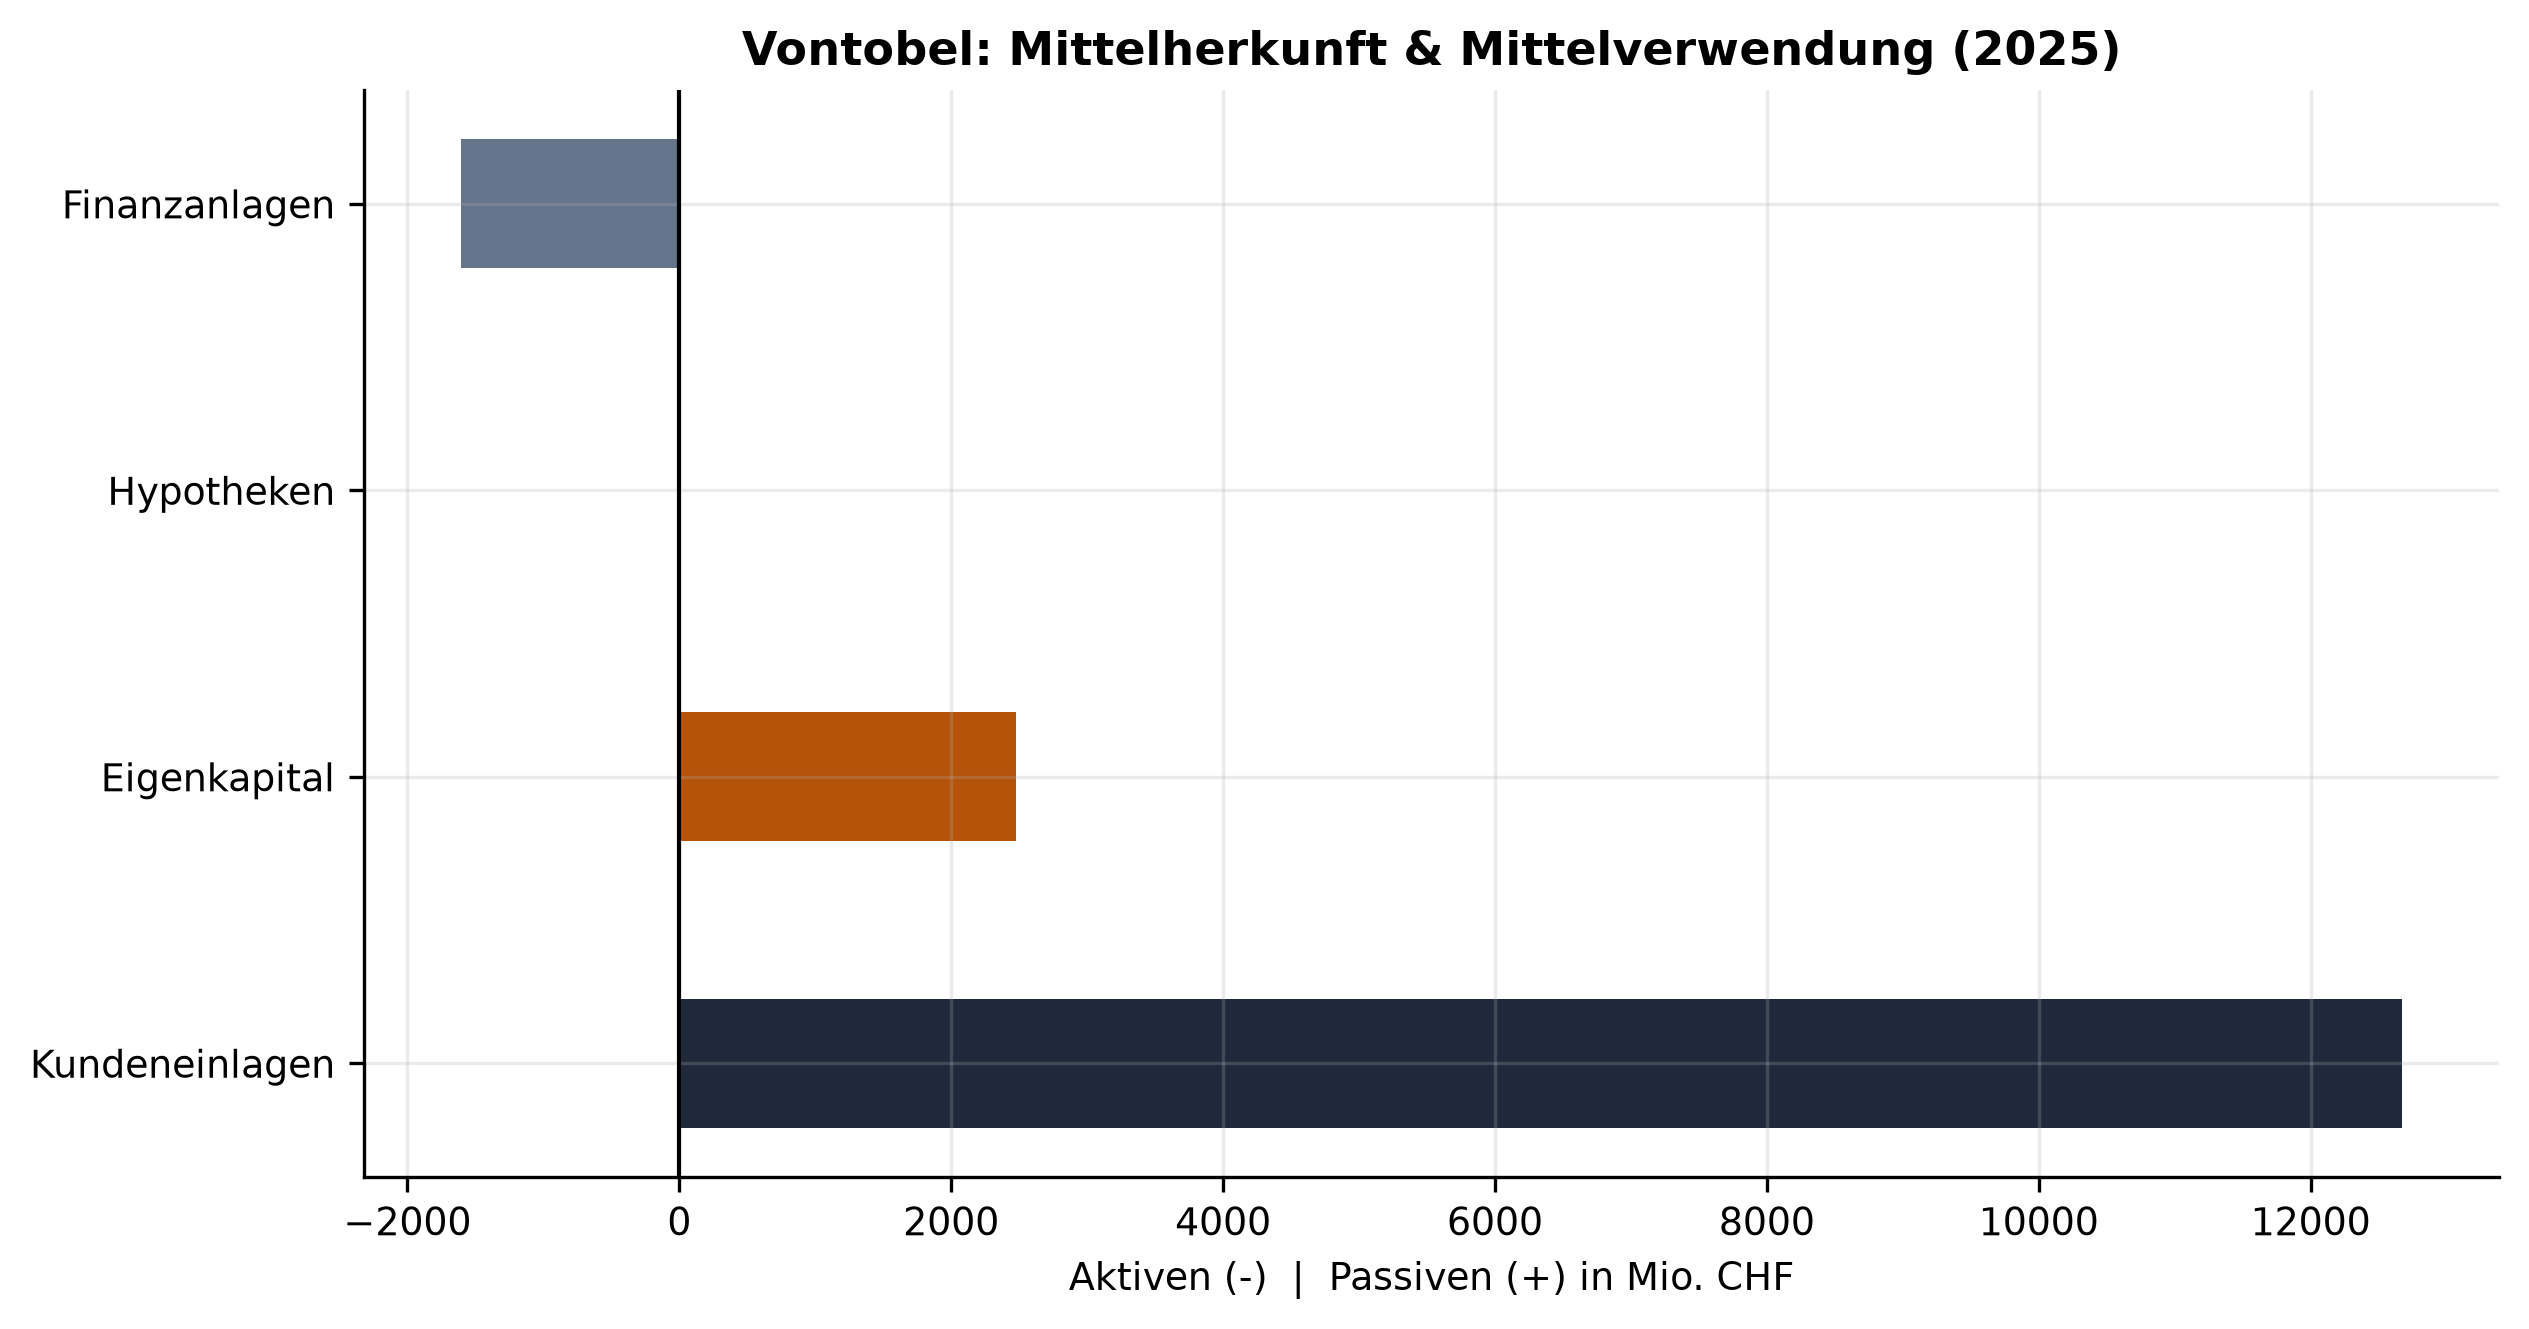 Vontobel: Mittelherkunft & Mittelverwendung (2025)
Finanzanlagen
Hypotheken
Eigenkapital
Kundeneinlagen
−2000 0 2000 4000 6000 8000 10000 12000
Aktiven (-) | Passiven (+) in Mio. CHF